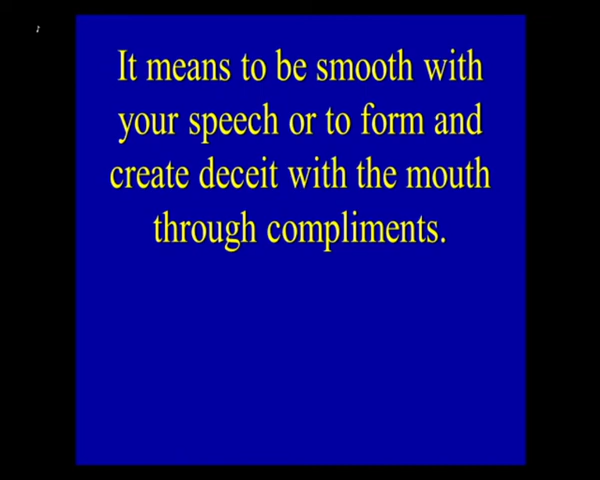 It means to be smooth with
your speech or to form and
create deceit with the mouth
through compliments.